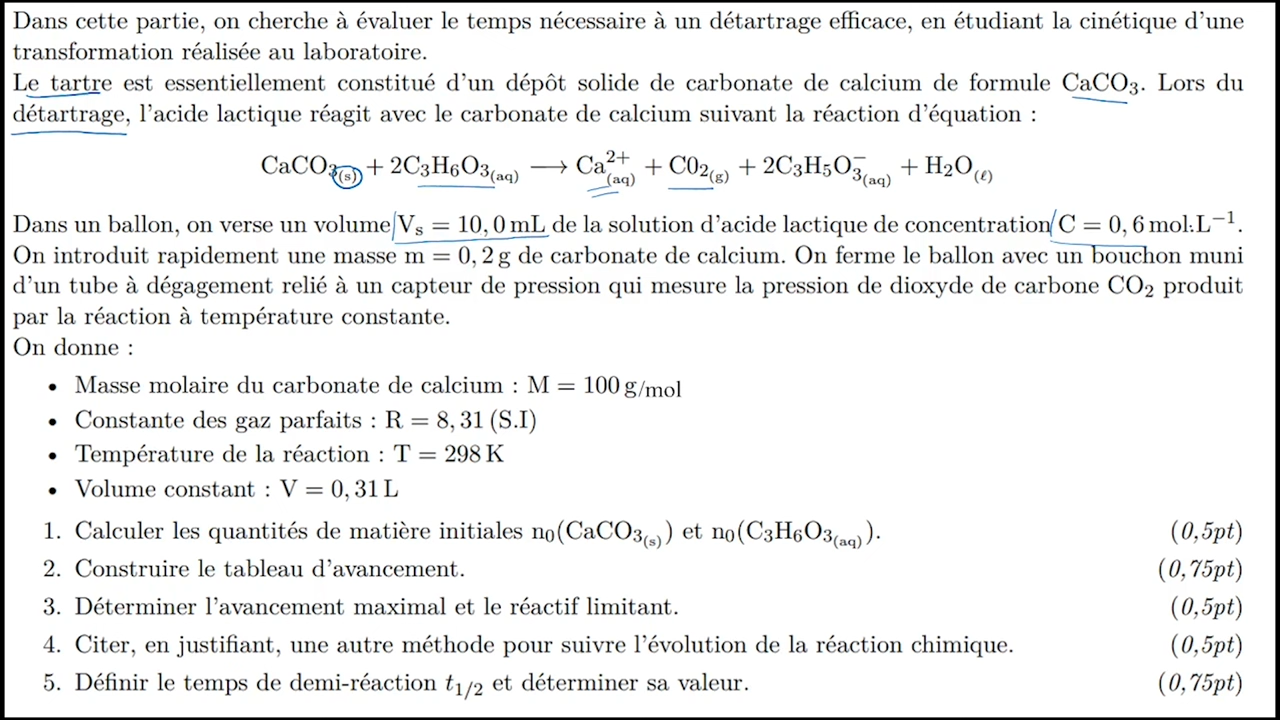 Dans cette partie, on cherche à évaluer le temps nécessaire à un détartrage efficace, en étudiant la cinétique d'une
transformation réalisée au laboratoire.
Le tartre est essentiellement constitué d'un dépôt solide de carbonate de calcium de formule CaCO₃. Lors du
détartrage, l'acide lactique réagit avec le carbonate de calcium suivant la réaction d'équation :
CaCO₃(s) + 2C₃H₆O₃(aq) ⟶ Ca²⁺(aq) + C0₂(g) + 2C₃H₅O₃⁻(aq) + H₂O(ℓ)
Dans un ballon, on verse un volume Vₛ = 10,0 mL de la solution d'acide lactique de concentration C = 0,6 mol.L⁻¹.
On introduit rapidement une masse m = 0,2 g de carbonate de calcium. On ferme le ballon avec un bouchon muni
d'un tube à dégagement relié à un capteur de pression qui mesure la pression de dioxyde de carbone CO₂ produit
par la réaction à température constante.
On donne :
• Masse molaire du carbonate de calcium : M = 100 g/mol
• Constante des gaz parfaits : R = 8,31 (S.I)
• Température de la réaction : T = 298 K
• Volume constant : V = 0,31 L
1. Calculer les quantités de matière initiales n₀(CaCO₃(s)) et n₀(C₃H₆O₃(aq)). (0,5pt)
2. Construire le tableau d'avancement. (0,75pt)
3. Déterminer l'avancement maximal et le réactif limitant. (0,5pt)
4. Citer, en justifiant, une autre méthode pour suivre l'évolution de la réaction chimique. (0,5pt)
5. Définir le temps de demi-réaction t₁/₂ et déterminer sa valeur. (0,75pt)